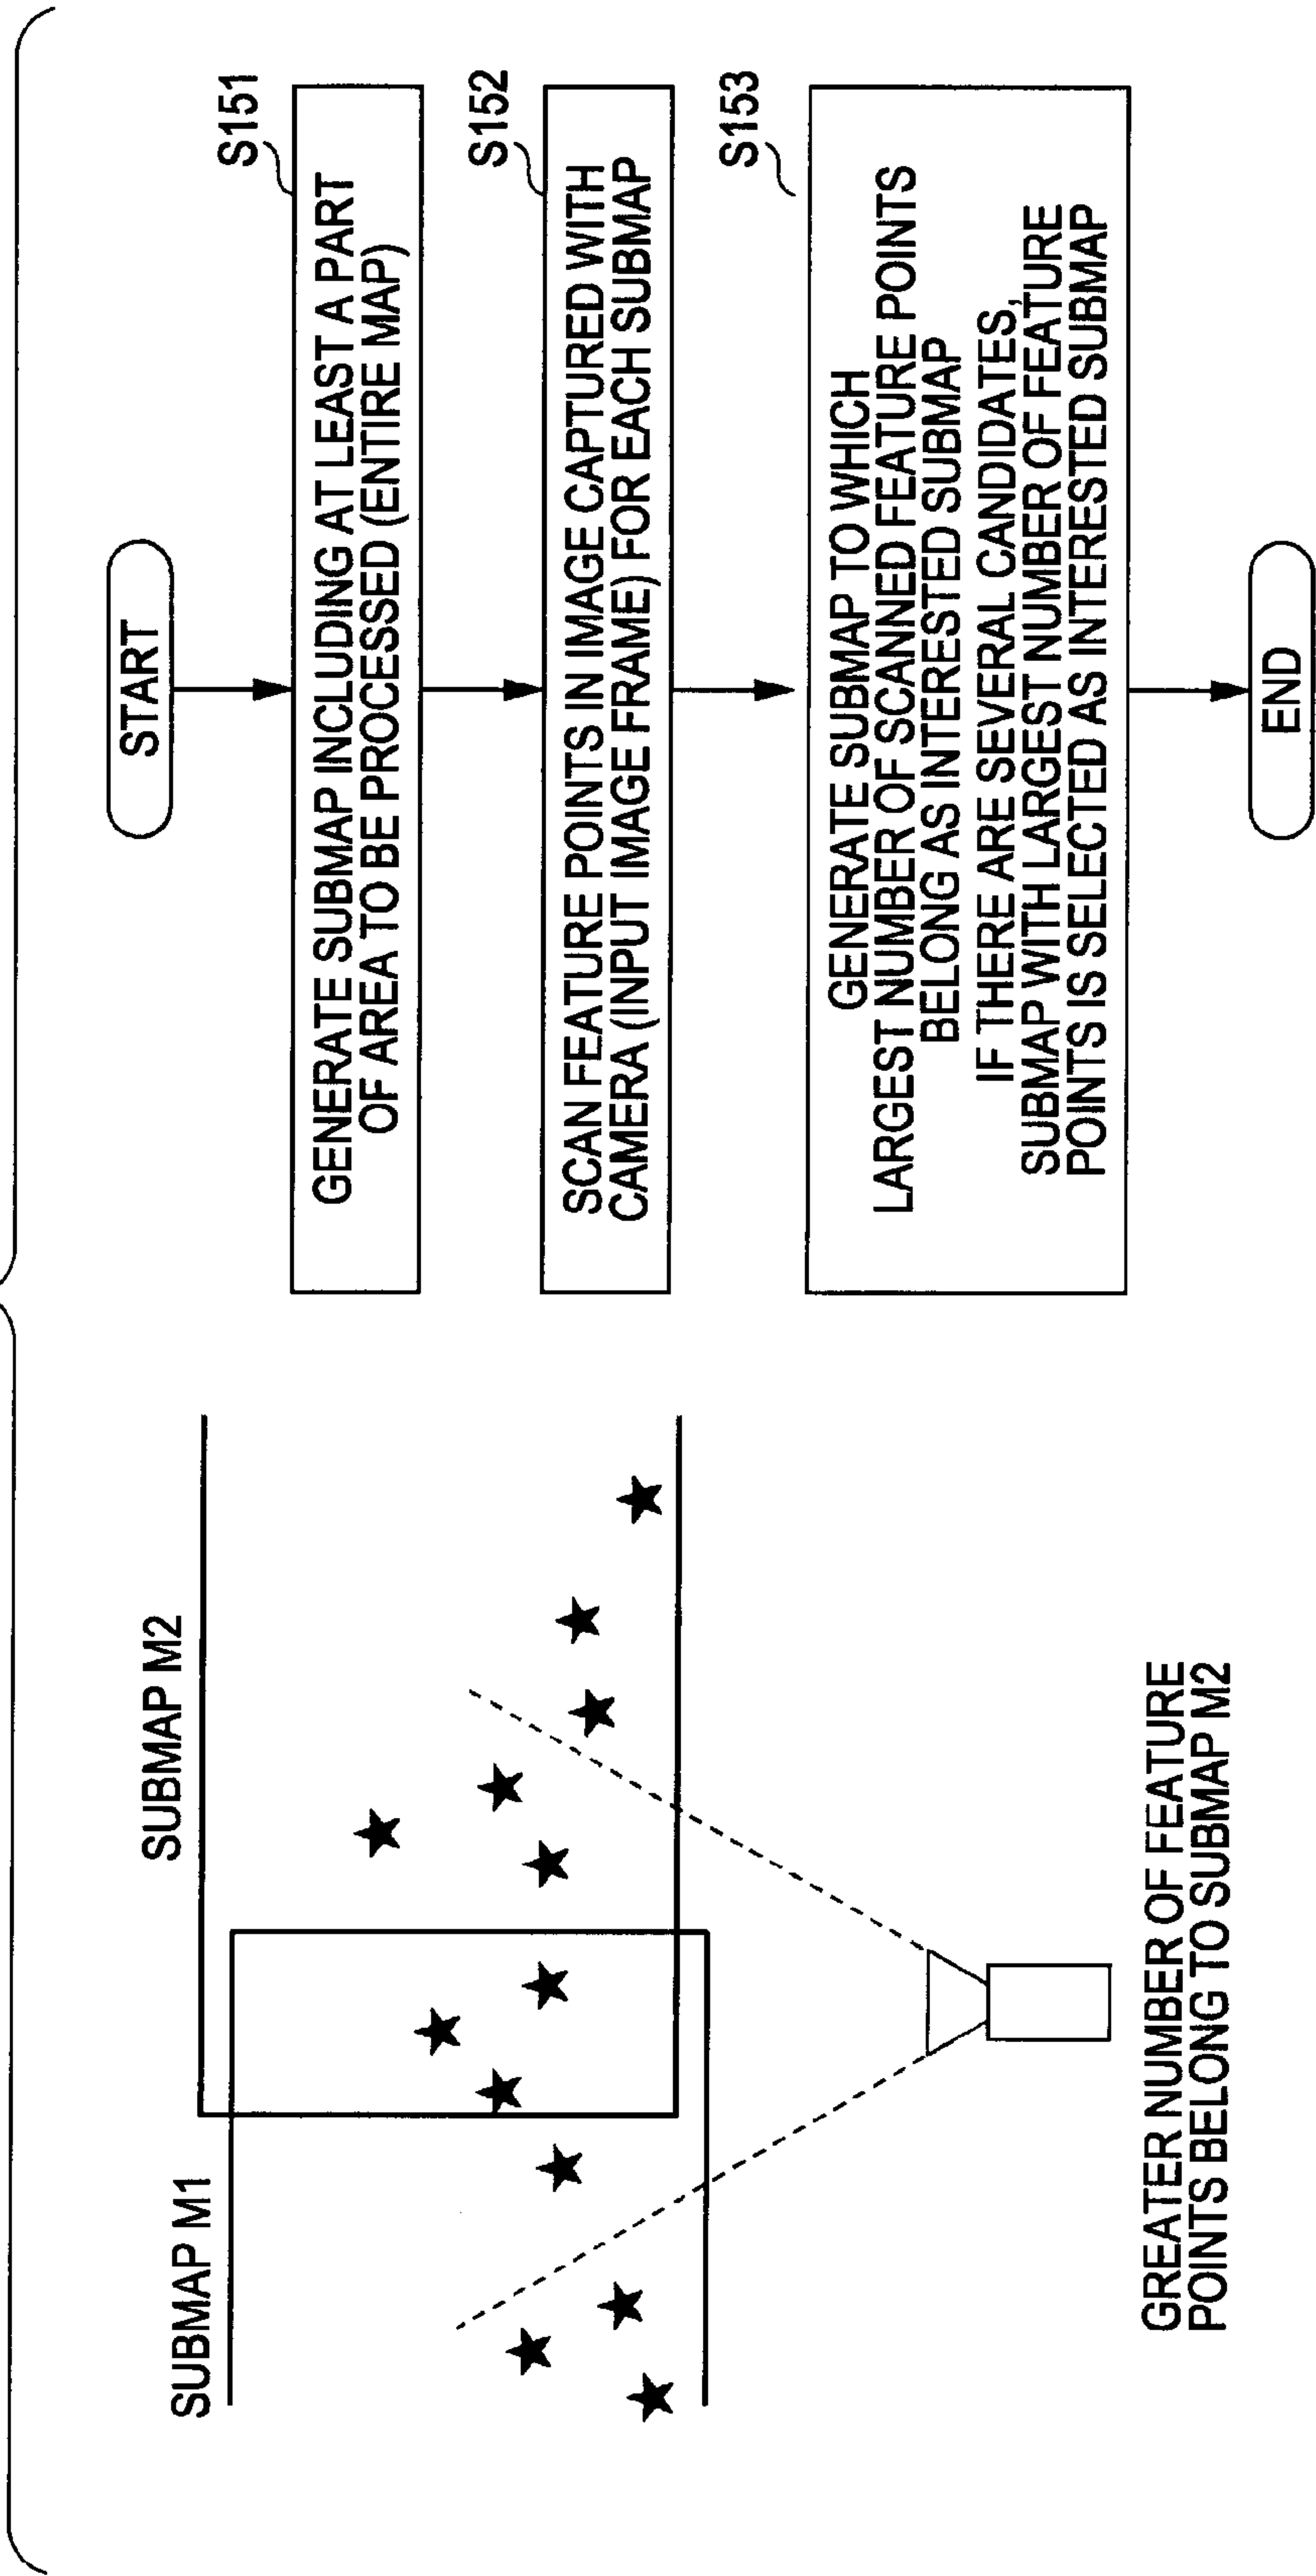 SUBMAP M1
SUBMAP M2
GREATER NUMBER OF FEATURE
POINTS BELONG TO SUBMAP M2
START
S151
GENERATE SUBMAP INCLUDING AT LEAST A PART
OF AREA TO BE PROCESSED (ENTIRE MAP)
S152
SCAN FEATURE POINTS IN IMAGE CAPTURED WITH
CAMERA (INPUT IMAGE FRAME) FOR EACH SUBMAP
S153
GENERATE SUBMAP TO WHICH
LARGEST NUMBER OF SCANNED FEATURE POINTS
BELONG AS INTERESTED SUBMAP
IF THERE ARE SEVERAL CANDIDATES,
SUBMAP WITH LARGEST NUMBER OF FEATURE
POINTS IS SELECTED AS INTERESTED SUBMAP
END